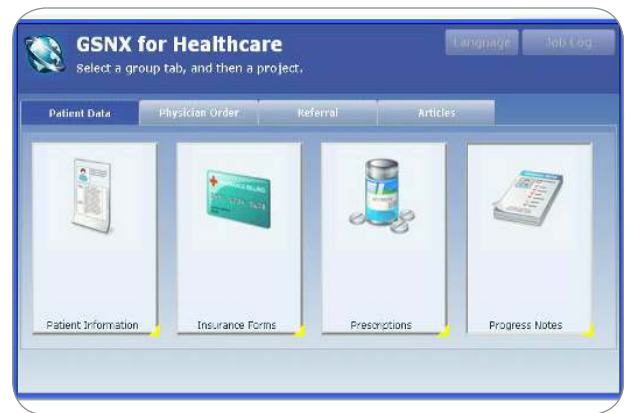 GSNX for Healthcare
Select a group tab, and then a project.
Language Job Log
Patient Data Physician Order Referral Articles
Patient Information Insurance Forms Prescriptions Progress Notes